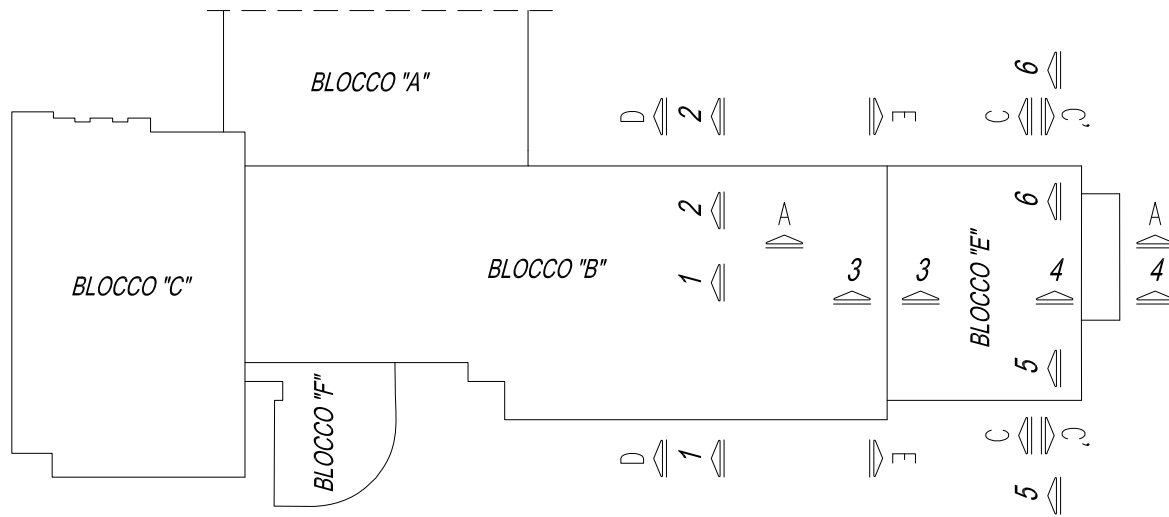 BLOCCO "A"
6
D
2
E
C
C'
2
A
6
A
BLOCCO "C"
BLOCCO "B"
1
3
3
BLOCCO "E"
4
4
5
BLOCCO "F"
D
1
E
C
C'
5